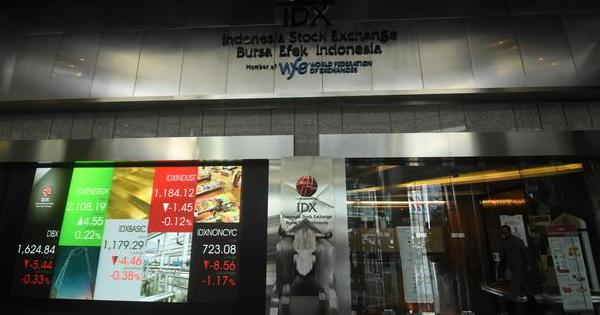 IDX
Indonesia Stock Exchange
Bursa Efek Indonesia
Member of wfe WORLD FEDERATION
OF EXCHANGES
IDX
IDXENERGY
2,108.19
4.55
0.22%
IDXINDUST
1,184.12
-1.45
-0.12%
1,624.84
-5.44
-0.33%
IDXBASIC
1,179.29
-4.46
-0.38%
IDXNONCYC
723.08
-8.56
-1.17%
IDX
Indonesia Stock Exchange
Bursa Efek Indonesia